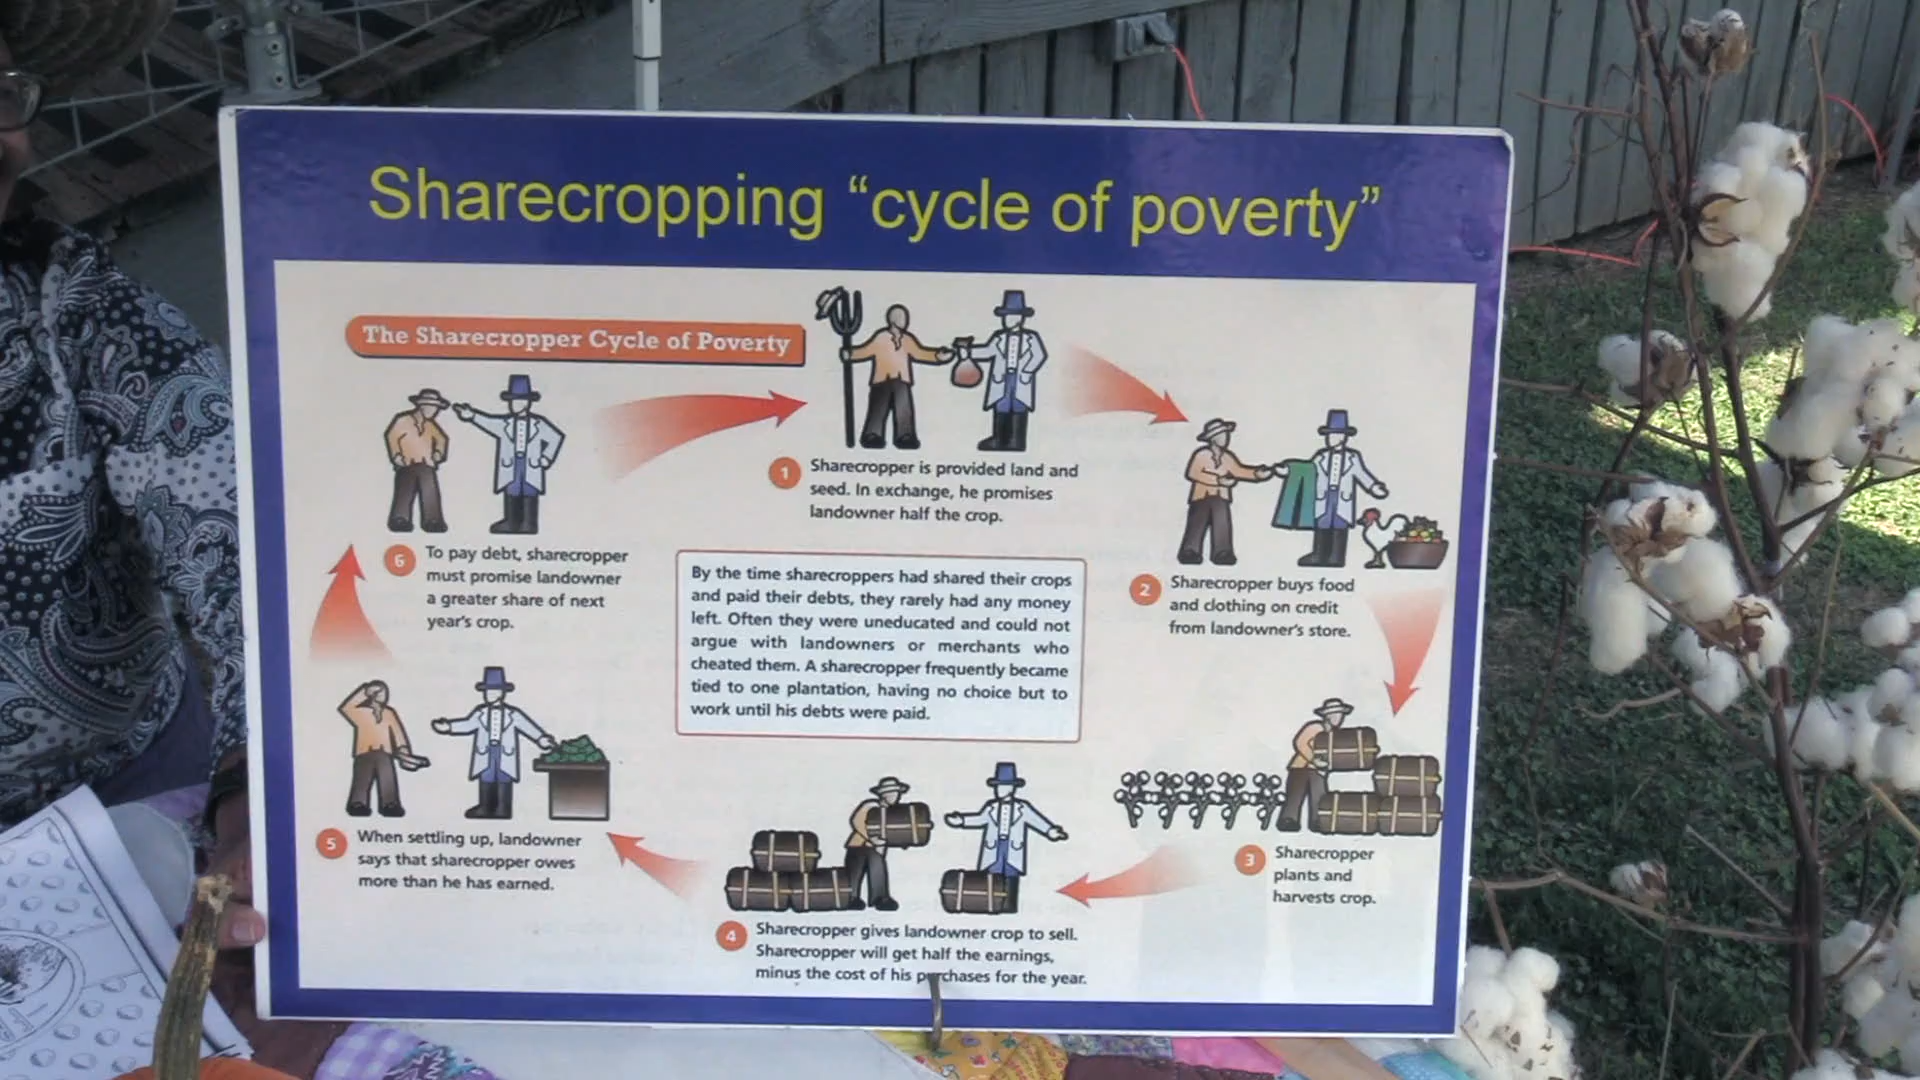 Sharecropping “cycle of poverty”
The Sharecropper Cycle of Poverty
1
Sharecropper is provided land and
seed. In exchange, he promises
landowner half the crop.
2
Sharecropper buys food
and clothing on credit
from landowner's store.
3
Sharecropper
plants and
harvests crop.
4
Sharecropper gives landowner crop to sell.
Sharecropper will get half the earnings,
minus the cost of his purchases for the year.
5
When settling up, landowner
says that sharecropper owes
more than he has earned.
6
To pay debt, sharecropper
must promise landowner
a greater share of next
year's crop.
By the time sharecroppers had shared their crops
and paid their debts, they rarely had any money
left. Often they were uneducated and could not
argue with landowners or merchants who
cheated them. A sharecropper frequently became
tied to one plantation, having no choice but to
work until his debts were paid.